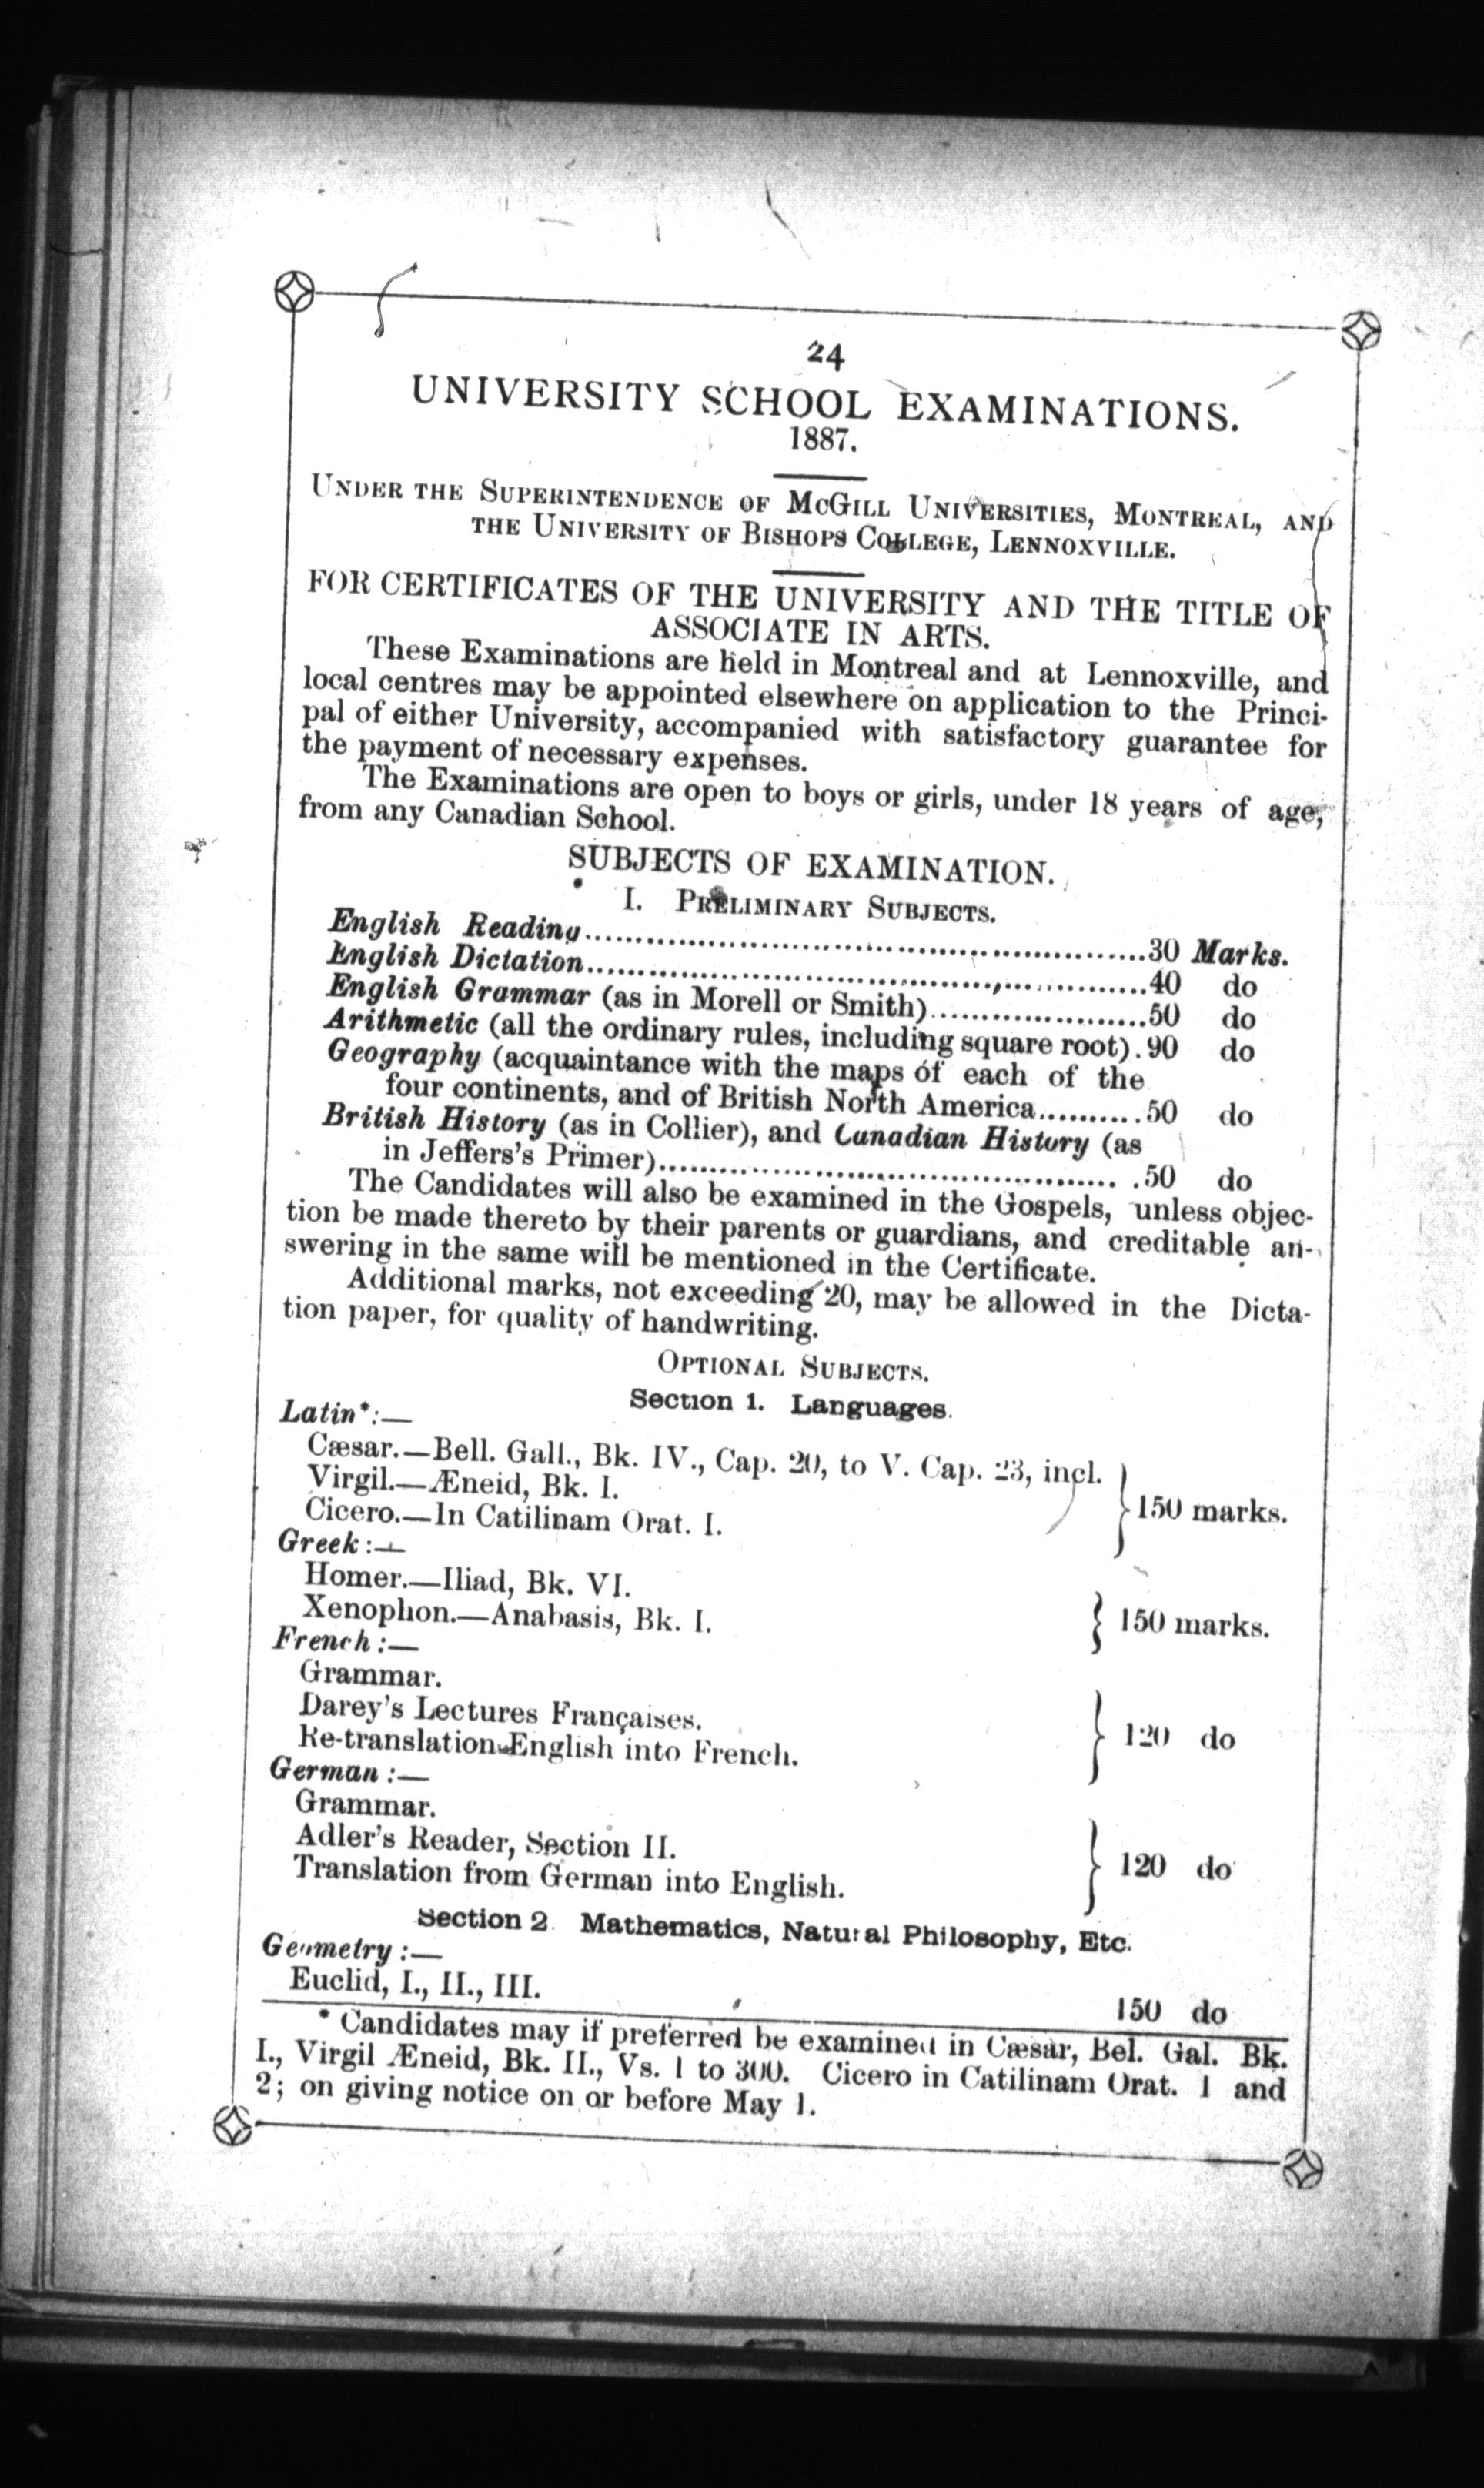 24
UNIVERSITY SCHOOL EXAMINATIONS.
1887.
UNDER THE SUPERINTENDENCE OF MCGILL UNIVERSITIES, MONTREAL, AND
THE UNIVERSITY OF BISHOPS COLLEGE, LENNOXVILLE.
FOR CERTIFICATES OF THE UNIVERSITY AND THE TITLE OF
ASSOCIATE IN ARTS.
These Examinations are held in Montreal and at Lennoxville, and
local centres may be appointed elsewhere on application to the Princi-
pal of either University, accompanied with satisfactory guarantee for
the payment of necessary expenses.
The Examinations are open to boys or girls, under 18 years of age,
from any Canadian School.
SUBJECTS OF EXAMINATION.
I. PRELIMINARY SUBJECTS.
English Reading..........30 Marks.
English Dictation..........40 do
English Grammar (as in Morell or Smith)..........50 do
Arithmetic (all the ordinary rules, including square root).90 do
Geography (acquaintance with the maps of each of the
four continents, and of British North America..........50 do
British History (as in Collier), and Canadian History (as
in Jeffers's Primer)..........50 do
The Candidates will also be examined in the Gospels, unless objec-
tion be made thereto by their parents or guardians, and creditable an-
swering in the same will be mentioned in the Certificate.
Additional marks, not exceeding 20, may be allowed in the Dicta-
tion paper, for quality of handwriting.
OPTIONAL SUBJECTS.
Section 1. Languages.
Latin*:—
Cæsar.—Bell. Gall., Bk. IV., Cap. 20, to V. Cap. 23, incl.
Virgil.—Æneid, Bk. I.
Cicero.—In Catilinam Orat. I.
} 150 marks.
Greek:—
Homer.—Iliad, Bk. VI.
Xenophon.—Anabasis, Bk. I.
} 150 marks.
French:—
Grammar.
Darey's Lectures Françaises.
Re-translation—English into French.
} 120 do
German:—
Grammar.
Adler's Reader, Section II.
Translation from German into English.
} 120 do
Section 2. Mathematics, Natural Philosophy, Etc.
Geometry:—
Euclid, I., II., III. 150 do
* Candidates may if preferred be examined in Cæsar, Bel. Gal. Bk.
I., Virgil Æneid, Bk. II., Vs. 1 to 300. Cicero in Catilinam Orat. 1 and
2; on giving notice on or before May 1.